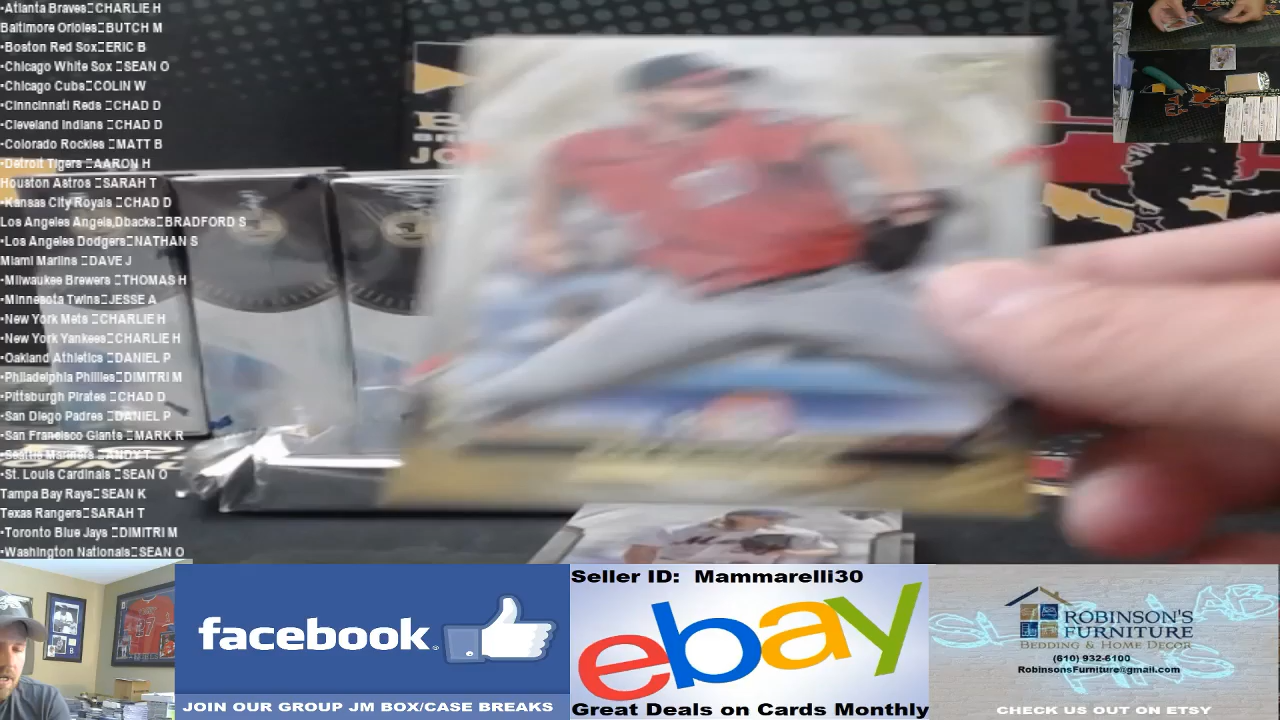 •Atlanta Braves CHARLIE H
Baltimore Orioles BUTCH M
•Boston Red Sox ERIC B
•Chicago White Sox SEAN O
•Chicago Cubs COLIN W
•Cinncinnati Reds CHAD D
•Cleveland Indians CHAD D
•Colorado Rockies MATT B
•Detroit Tigers AARON H
Houston Astros SARAH T
•Kansas City Royals CHAD D
Los Angeles Angels,Dbacks BRADFORD S
•Los Angeles Dodgers NATHAN S
Miami Marlins DAVE J
•Milwaukee Brewers THOMAS H
•Minnesota Twins JESSE A
•New York Mets CHARLIE H
•New York Yankees CHARLIE H
•Oakland Athletics DANIEL P
•Philadelphia Phillies DIMITRI M
•Pittsburgh Pirates CHAD D
•San Diego Padres DANIEL P
•San Francisco Giants MARK R
•Seattle Mariners ANDY T
•St. Louis Cardinals SEAN O
Tampa Bay Rays SEAN K
Texas Rangers SARAH T
•Toronto Blue Jays DIMITRI M
•Washington Nationals SEAN O
facebook
JOIN OUR GROUP JM BOX/CASE BREAKS
Seller ID: Mammarelli30
ebay
Great Deals on Cards Monthly
ROBINSON'S
FURNITURE
BEDDING & HOME DECOR
(610) 932-6100
RobinsonsFurniture@gmail.com
CHECK US OUT ON ETSY
27